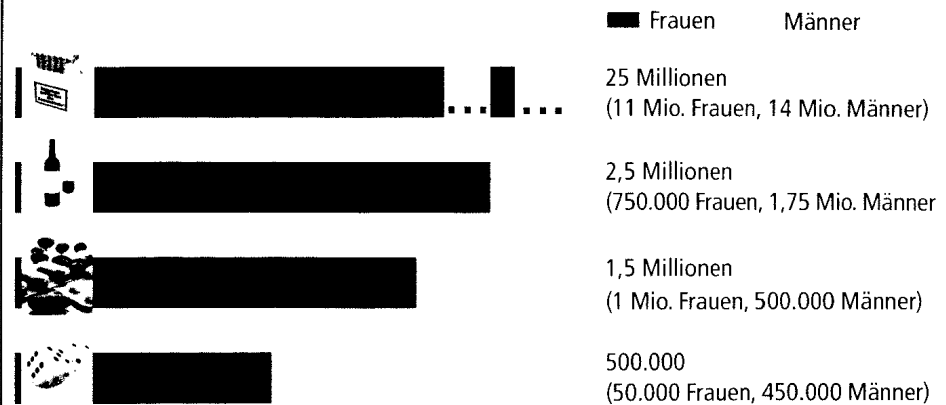 Frauen Männer
25 Millionen
(11 Mio. Frauen, 14 Mio. Männer)
2,5 Millionen
(750.000 Frauen, 1,75 Mio. Männer
1,5 Millionen
(1 Mio. Frauen, 500.000 Männer)
500.000
(50.000 Frauen, 450.000 Männer)